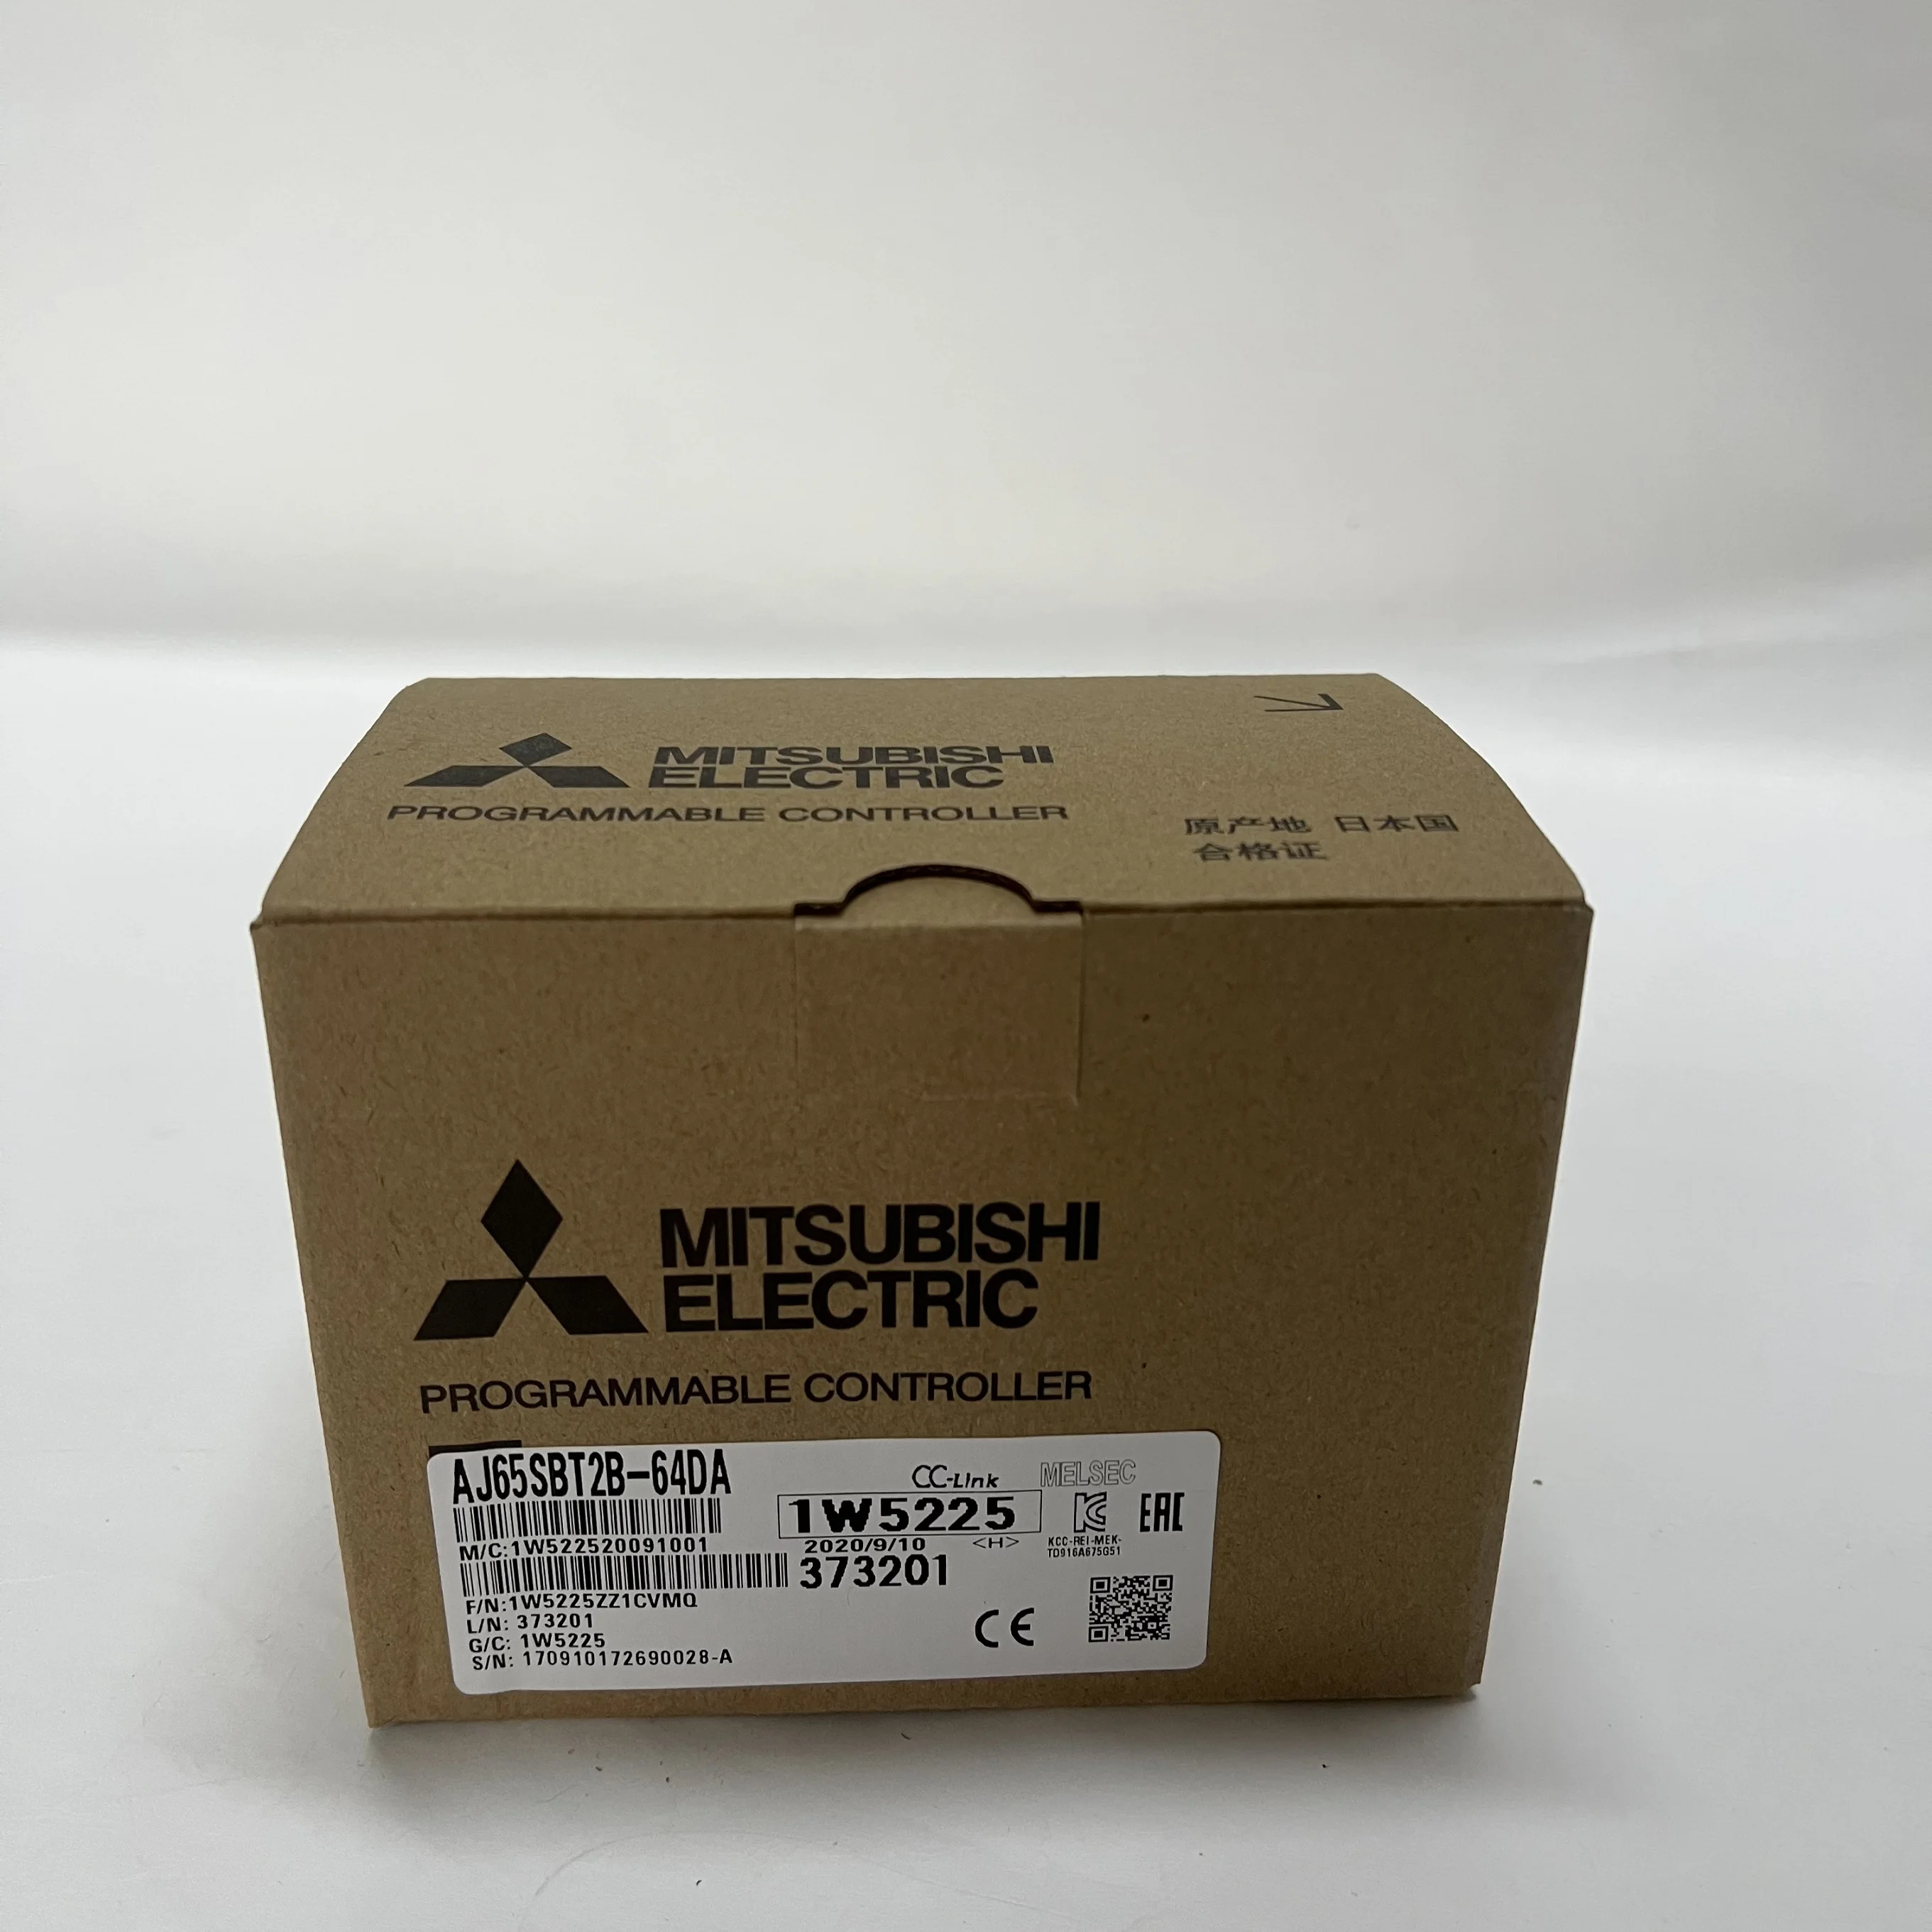 MITSUBISHI
ELECTRIC
PROGRAMMABLE CONTROLLER
原产地 日本国
合格证
MITSUBISHI
ELECTRIC
PROGRAMMABLE CONTROLLER
AJ65SBT2B-64DA
CC-Link MELSEC
1W5225
M/C:1W522520091001
2020/9/10 <H>
KCC-REI-MEK-
TD916A675G51
EAC
373201
F/N:1W5225ZZ1CVMQ
L/N: 373201
G/C: 1W5225
S/N: 170910172690028-A
CE